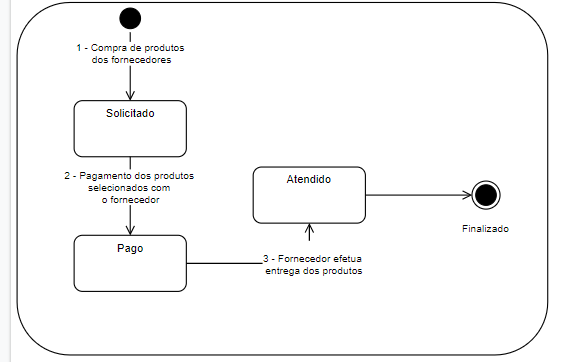 1 - Compra de produtos
dos fornecedores
Solicitado
2 - Pagamento dos produtos
selecionados com
o fornecedor
Pago
3 - Fornecedor efetua
entrega dos produtos
Atendido
Finalizado